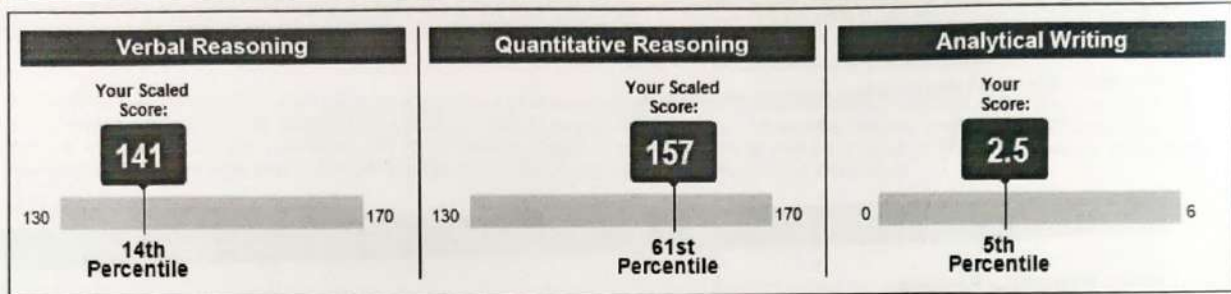 Verbal Reasoning
Your Scaled
Score:
141
130
170
14th
Percentile
Quantitative Reasoning
Your Scaled
Score:
157
130
170
61st
Percentile
Analytical Writing
Your
Score:
2.5
0
6
5th
Percentile